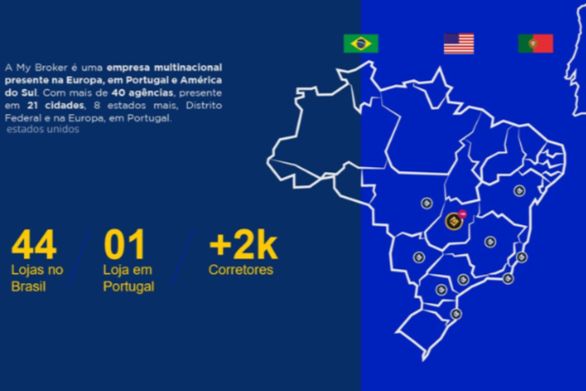 A My Broker é uma empresa multinacional
presente na Europa, em Portugal e América
do Sul. Com mais de 40 agências, presente
em 21 cidades, 8 estados mais, Distrito
Federal e na Europa, em Portugal.
estados unidos
44
Lojas no
Brasil
01
Loja em
Portugal
+2k
Corretores